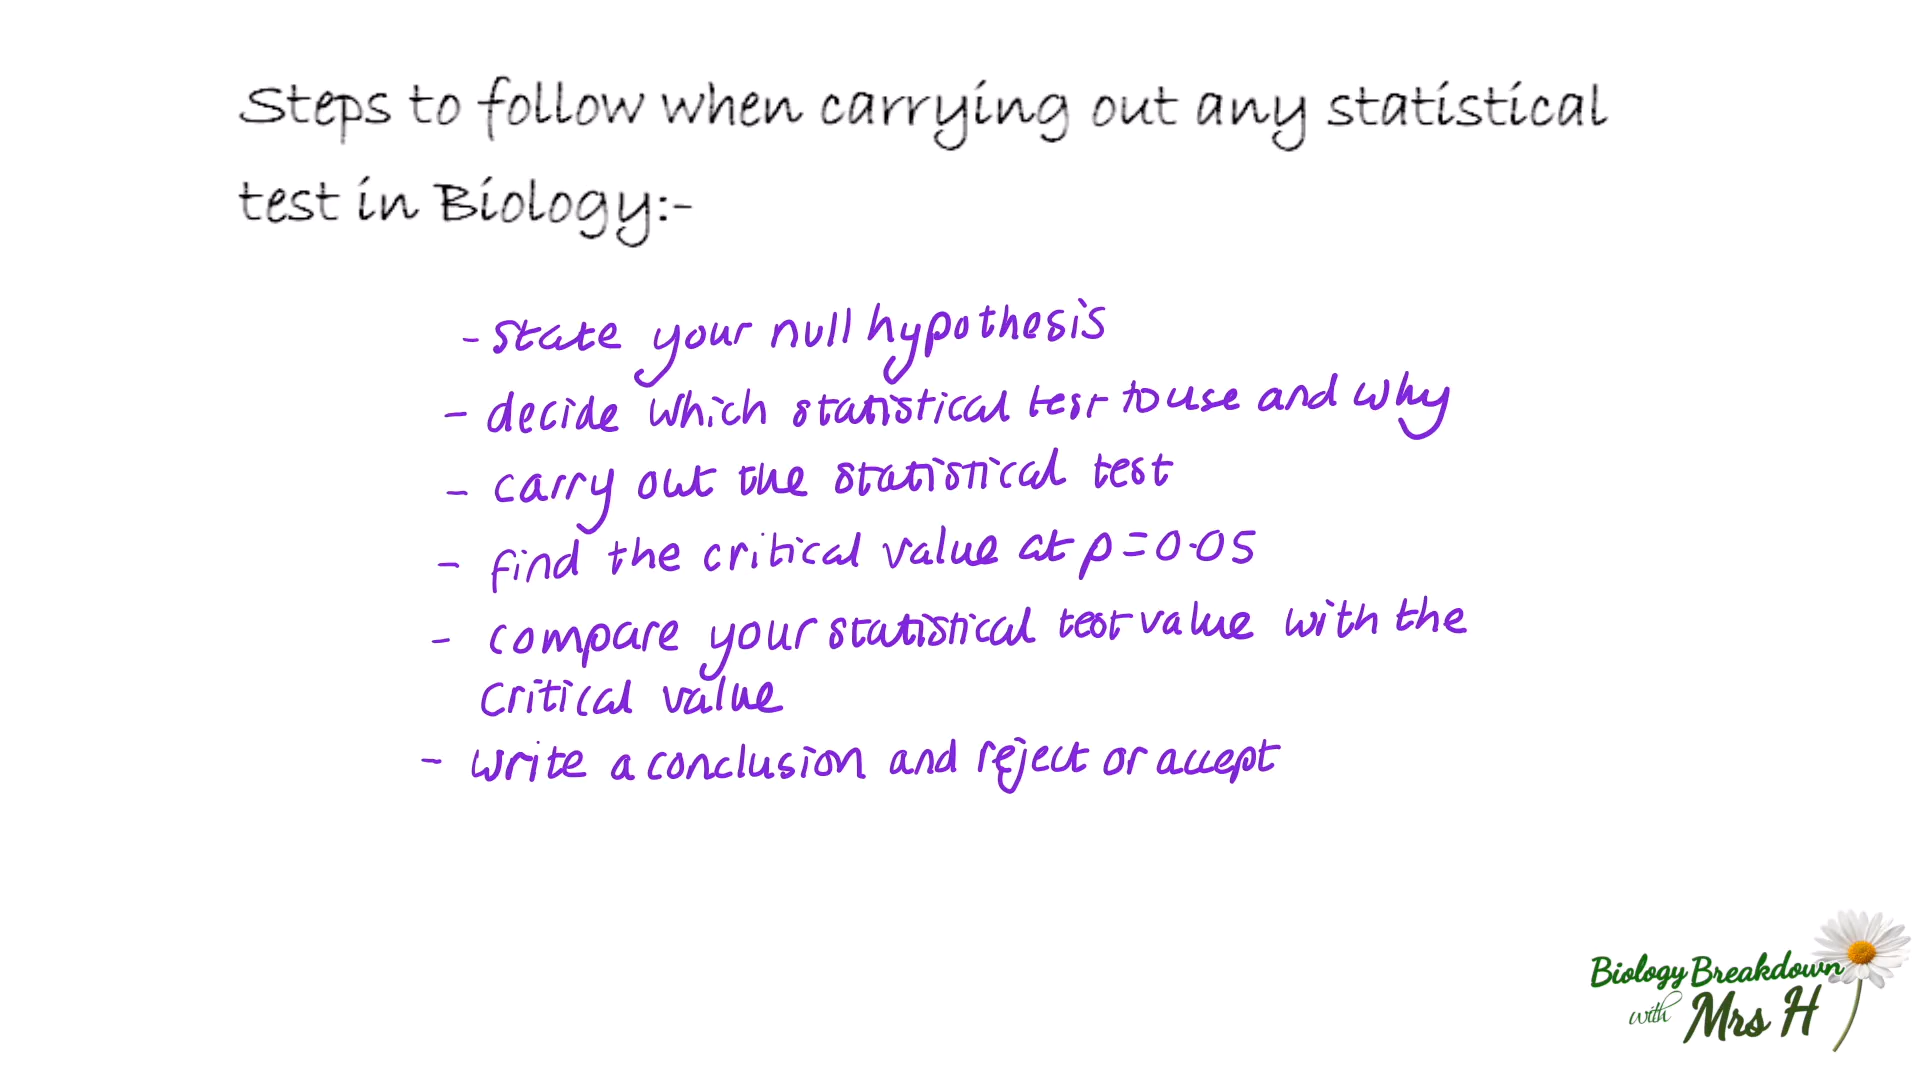 Steps to follow when carrying out any statistical
test in Biology:-
- state your null hypothesis
- decide which statistical test to use and why
- carry out the statistical test
- find the critical value at p=0.05
- compare your statistical test value with the
critical value
- write a conclusion and reject or accept
Biology Breakdown
with Mrs H